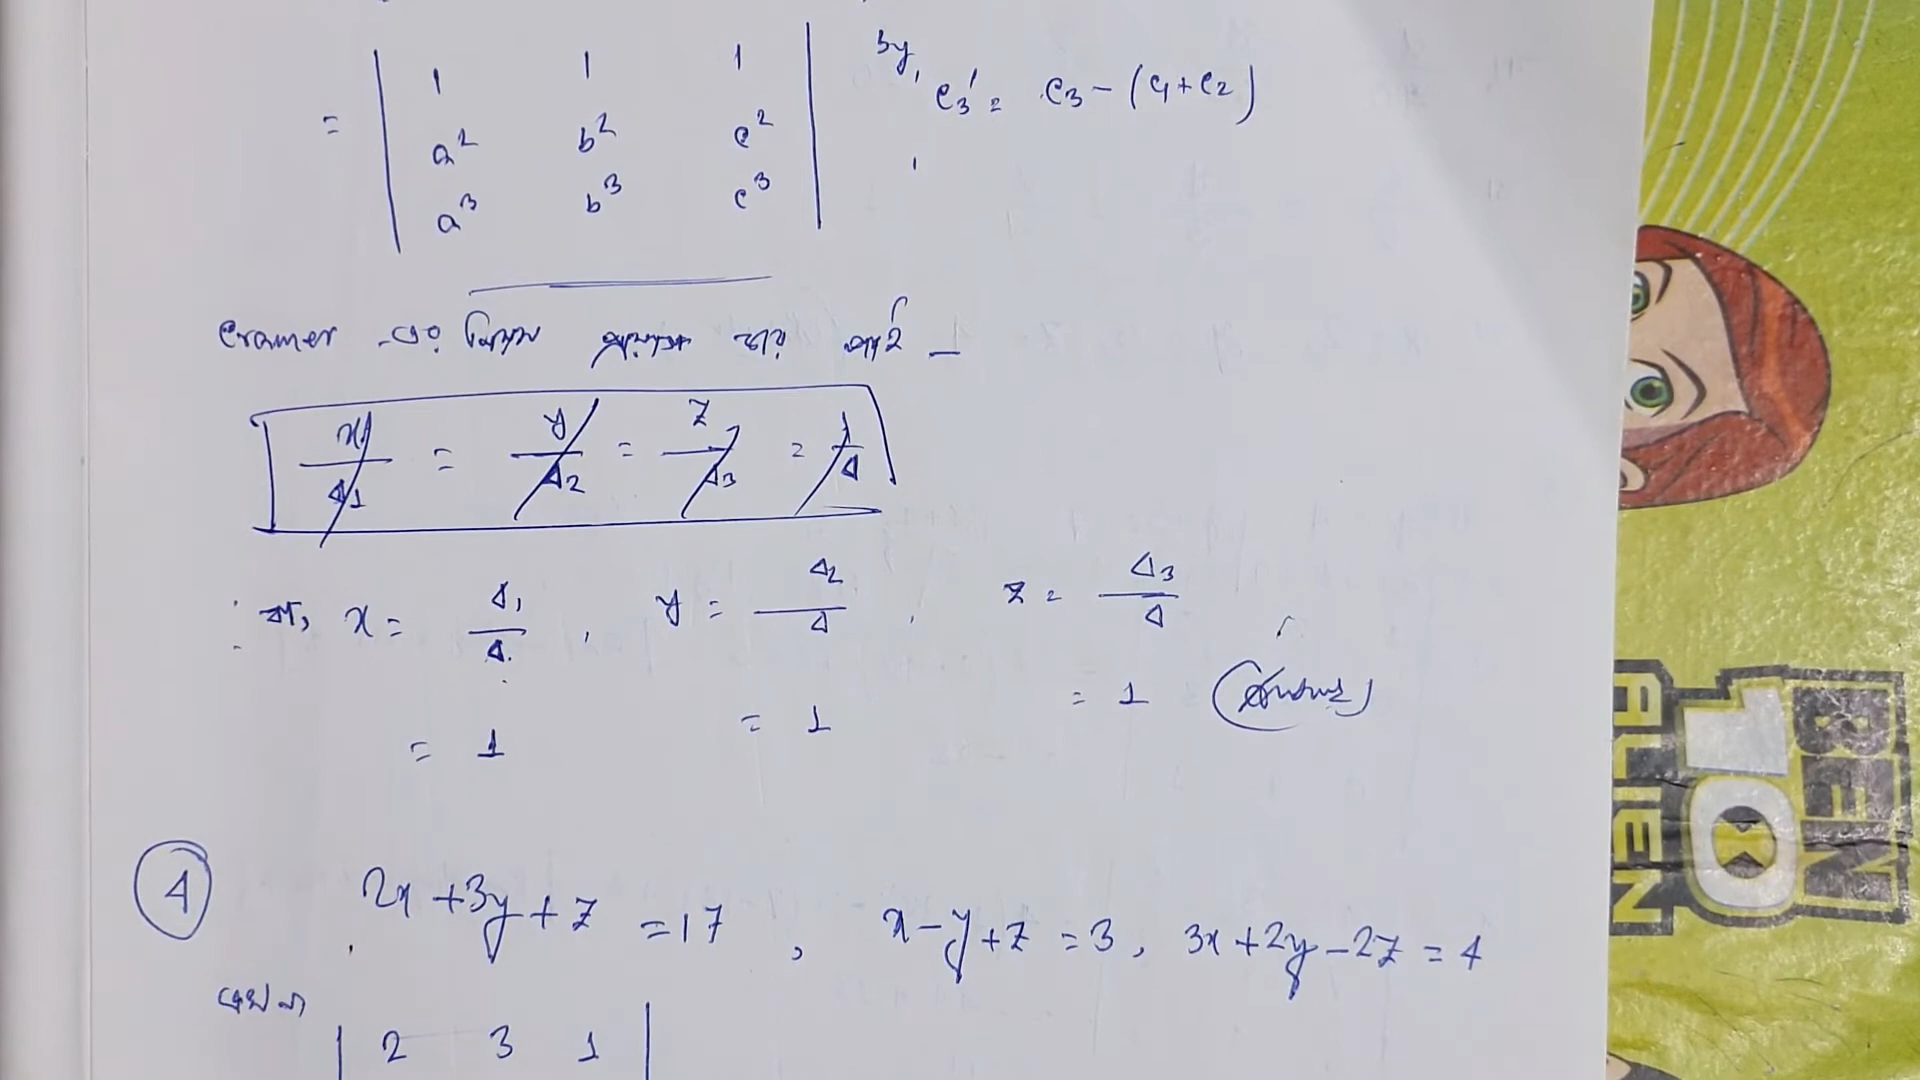 = | 1 1 1 | by, c₃' = c₃ - (c₁ + c₂)
a² b² c²
a³ b³ c³
Cramer এর নিয়ম অনুযায়ী পাই
x/Δ1 = y/Δ2 = z/Δ3 = 1/Δ
বা, x = Δ₁/Δ , y = Δ2/Δ , z = Δ3/Δ
= 1 = 1 = 1
4 2x + 3y + z = 17 , x - y + z = 3, 3x + 2y - 2z = 4
এখানে
| 2 3 1 |
BEN
10
ALIEN